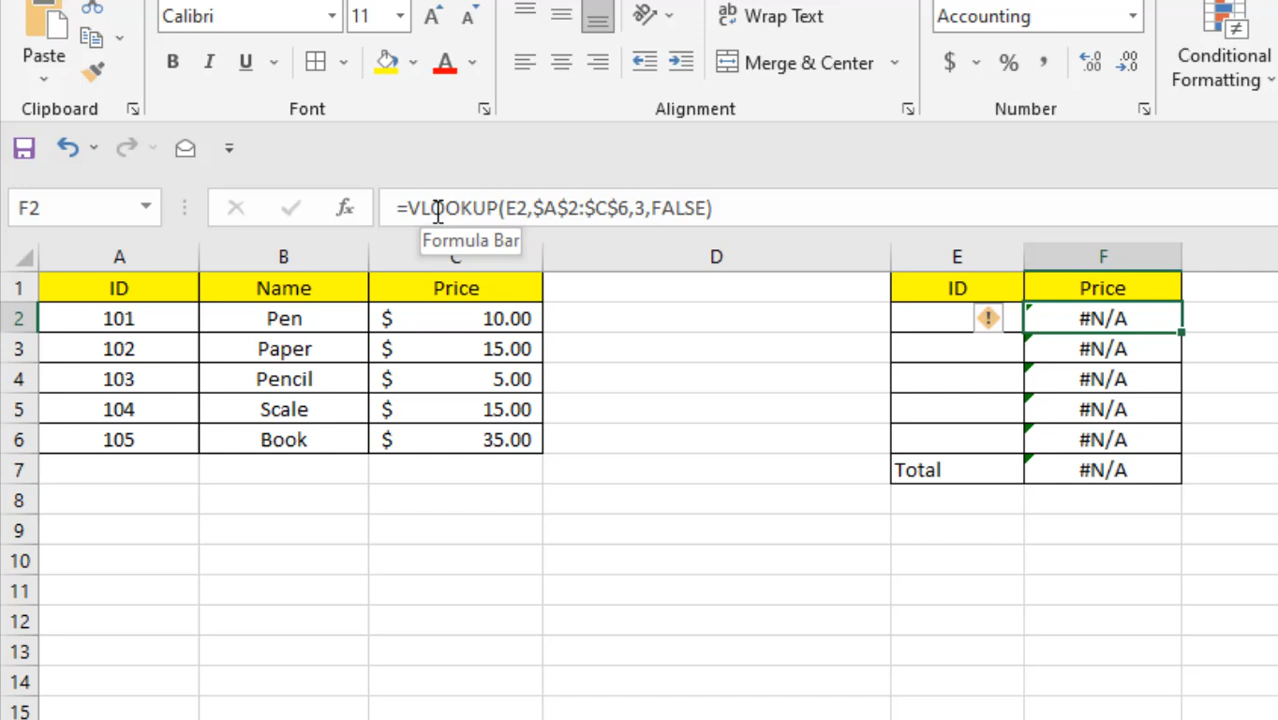 Calibri 11 A A ab Wrap Text Accounting
Paste B I U A Merge & Center $ % , Conditional
Formatting
Clipboard Font Alignment Number
F2 fx =VLOOKUP(E2,$A$2:$C$6,3,FALSE)
Formula Bar
A B C D E F
1 ID Name Price ID Price
2 101 Pen $ 10.00 ! #N/A
3 102 Paper $ 15.00 #N/A
4 103 Pencil $ 5.00 #N/A
5 104 Scale $ 15.00 #N/A
6 105 Book $ 35.00 #N/A
7 Total #N/A
8
9
10
11
12
13
14
15